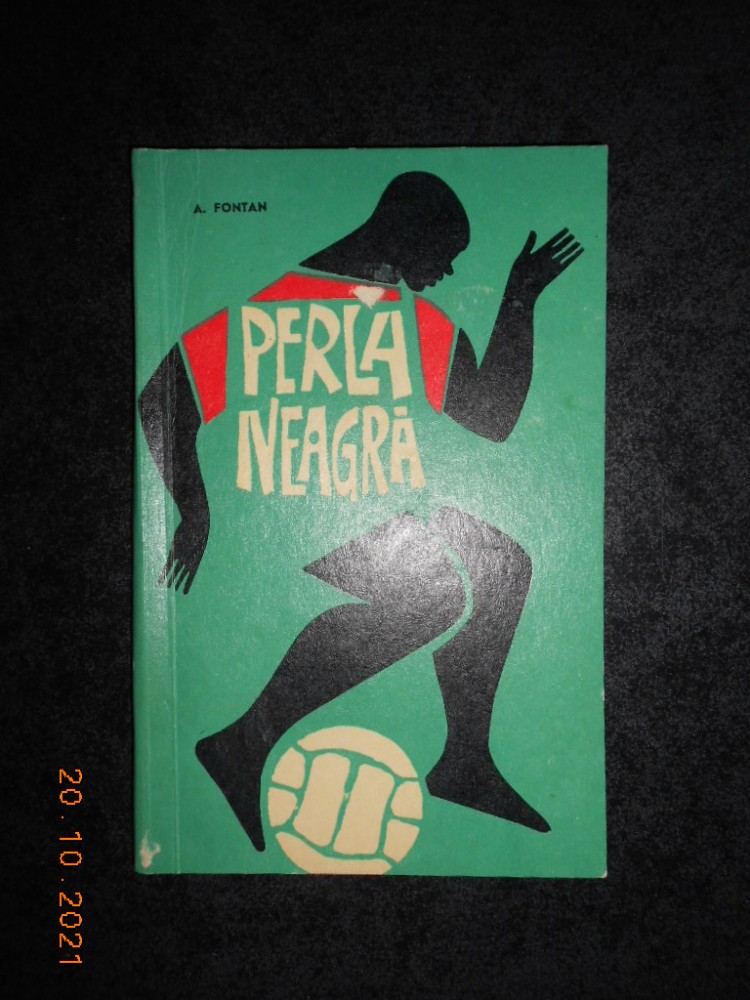 A. FONTAN
PERLA
NEAGRĂ
20.10.2021